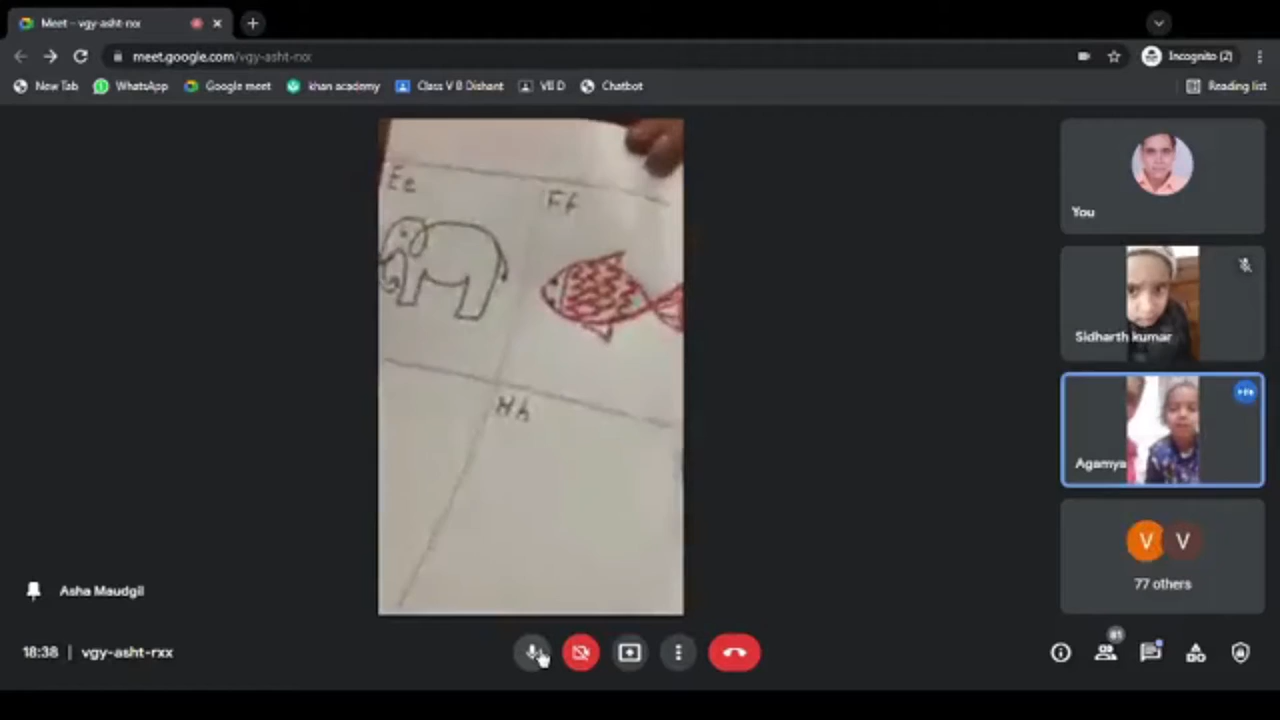 Meet - vgy-asht-rxx
meet.google.com/vgy-asht-rxx
Incognito (2)
New Tab
WhatsApp
Google meet
khan academy
Class V B Dishant
VII D
Chatbot
Reading list
Ee
Ff
Hh
You
Sidharth kumar
Agamya
V
V
77 others
Asha Maudgil
18:38 | vgy-asht-rxx
81